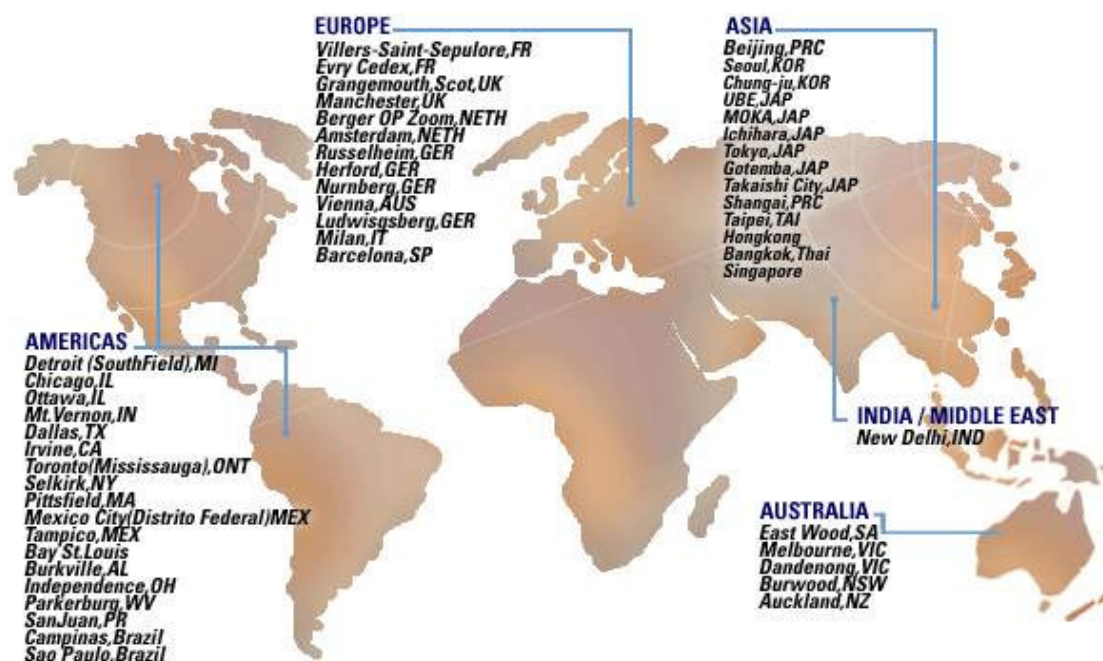 EUROPE
Villers-Saint-Sepulore,FR
Evry Cedex,FR
Grangemouth,Scot,UK
Manchester,UK
Berger OP Zoom,NETH
Amsterdam,NETH
Russelheim,GER
Herford,GER
Nurnberg,GER
Vienna,AUS
Ludwisgsberg,GER
Milan,IT
Barcelona,SP
ASIA
Beijing,PRC
Seoul,KOR
Chung-ju,KOR
UBE,JAP
MOKA,JAP
Ichihara,JAP
Tokyo,JAP
Gotemba,JAP
Takaishi City,JAP
Shangai,PRC
Taipei,TAI
Hongkong
Bangkok,Thai
Singapore
AMERICAS
Detroit (SouthField),MI
Chicago,IL
Ottawa,IL
Mt.Vernon,IN
Dallas,TX
Irvine,CA
Toronto(Mississauga),ONT
Selkirk,NY
Pittsfield,MA
Mexico City(Distrito Federal)MEX
Tampico,MEX
Bay St.Louis
Burkville,AL
Independence,OH
Parkerburg,WV
SanJuan,PR
Campinas,Brazil
Sao Paulo,Brazil
INDIA / MIDDLE EAST
New Delhi,IND
AUSTRALIA
East Wood,SA
Melbourne,VIC
Dandenong,VIC
Burwood,NSW
Auckland,NZ